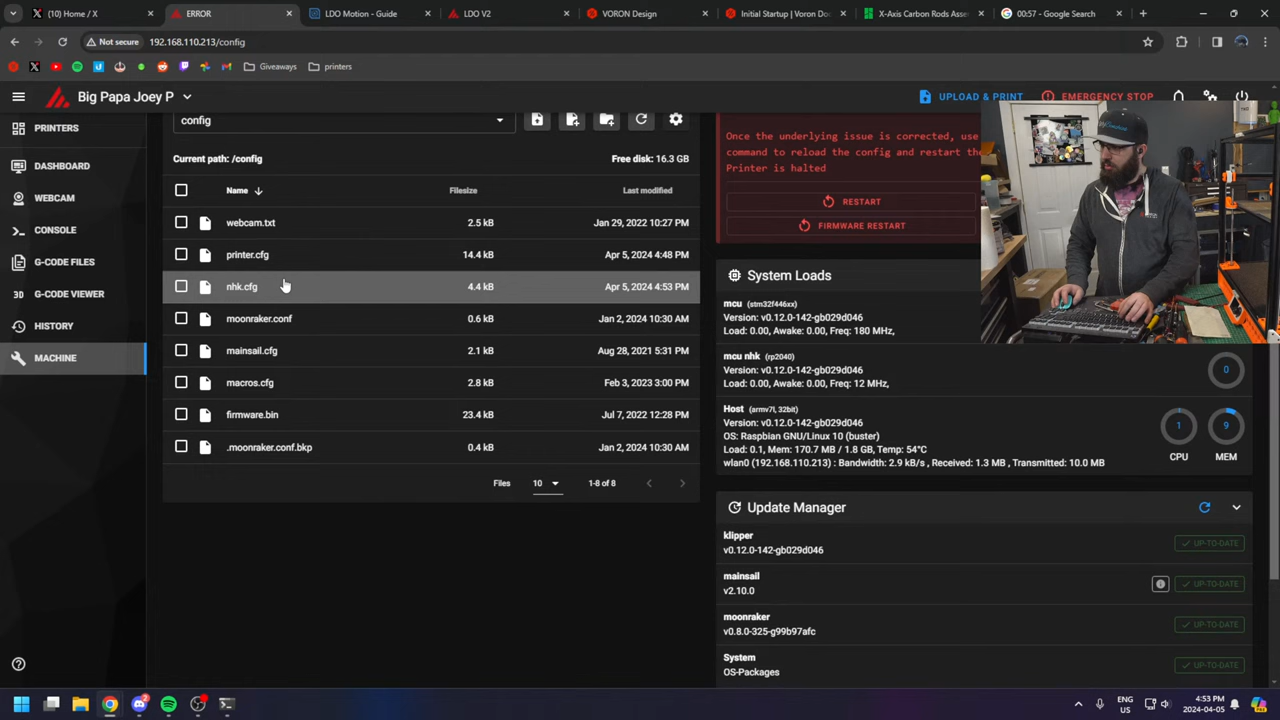 (10) Home / X
ERROR
LDO Motion - Guide
LDO V2
VORON Design
Initial Startup | Voron Doc
X-Axis Carbon Rods Asse
00:57 - Google Search
Not secure
192.168.110.213/config
Giveaways
printers
Big Papa Joey P
UPLOAD & PRINT
EMERGENCY STOP
PRINTERS
DASHBOARD
WEBCAM
CONSOLE
G-CODE FILES
G-CODE VIEWER
HISTORY
MACHINE
config
Current path: /config
Free disk: 16.3 GB
Name
Filesize
Last modified
webcam.txt
2.5 kB
Jan 29, 2022 10:27 PM
printer.cfg
14.4 kB
Apr 5, 2024 4:48 PM
nhk.cfg
4.4 kB
Apr 5, 2024 4:53 PM
moonraker.conf
0.6 kB
Jan 2, 2024 10:30 AM
mainsail.cfg
2.1 kB
Aug 28, 2021 5:31 PM
macros.cfg
2.8 kB
Feb 3, 2023 3:00 PM
firmware.bin
23.4 kB
Jul 7, 2022 12:28 PM
.moonraker.conf.bkp
0.4 kB
Jan 2, 2024 10:30 AM
Files
10
1-8 of 8
Once the underlying issue is corrected, use
command to reload the config and restart the
Printer is halted
RESTART
FIRMWARE RESTART
System Loads
mcu (stm32f446xx)
Version: v0.12.0-142-gb029d046
Load: 0.00, Awake: 0.00, Freq: 180 MHz,
mcu nhk (rp2040)
Version: v0.12.0-142-gb029d046
Load: 0.00, Awake: 0.00, Freq: 12 MHz,
0
Host (armv7l, 32bit)
Version: v0.12.0-142-gb029d046
OS: Raspbian GNU/Linux 10 (buster)
Load: 0.1, Mem: 170.7 MB / 1.8 GB, Temp: 54°C
wlan0 (192.168.110.213) : Bandwidth: 2.9 kB/s , Received: 1.3 MB , Transmitted: 10.0 MB
1
CPU
9
MEM
Update Manager
klipper
v0.12.0-142-gb029d046
UP-TO-DATE
mainsail
v2.10.0
UP-TO-DATE
moonraker
v0.8.0-325-g99b97afc
UP-TO-DATE
System
OS-Packages
UP-TO-DATE
2
ENG
US
4:53 PM
2024-04-05